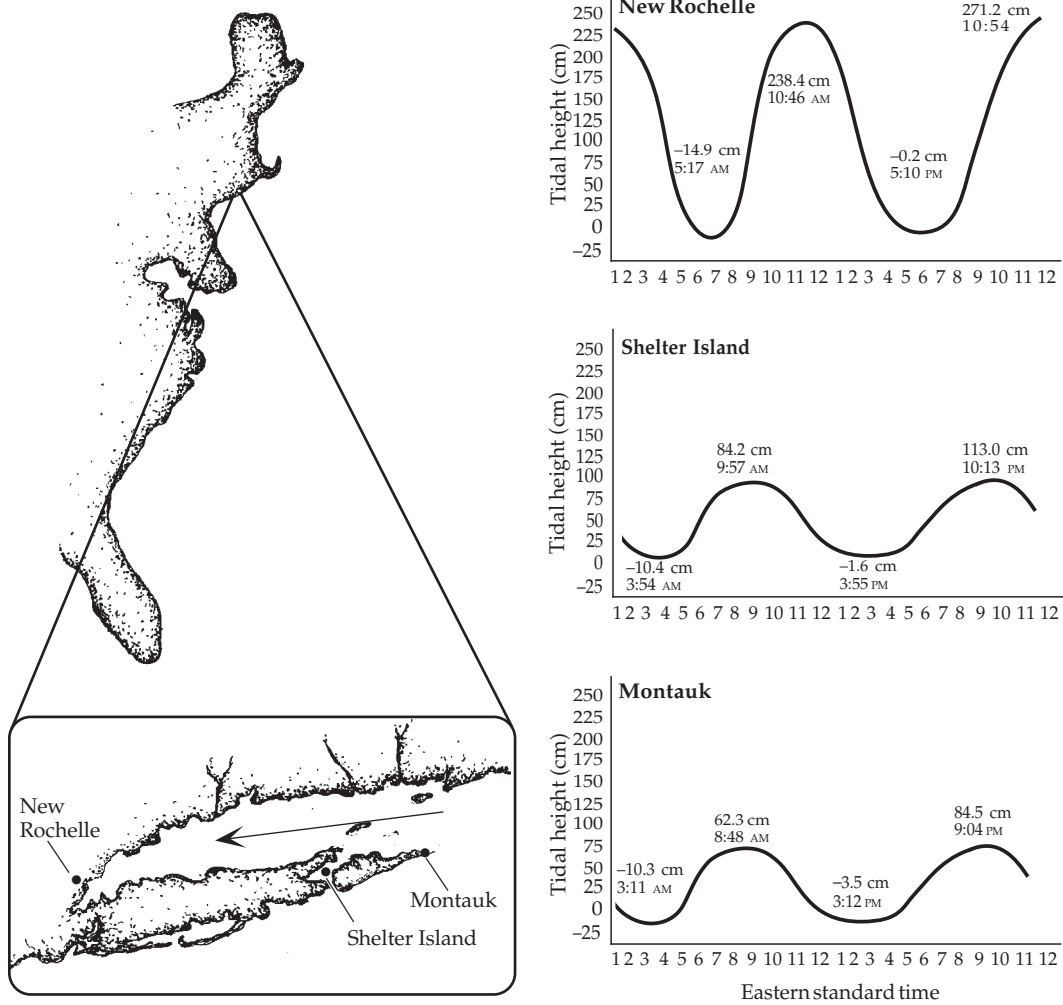 New Rochelle
Tidal height (cm)
250
225
200
175
150
125
100
75
50
25
0
–25
271.2 cm
10:54
238.4 cm
10:46 AM
–14.9 cm
5:17 AM
–0.2 cm
5:10 PM
1 2 3 4 5 6 7 8 9 10 11 12 1 2 3 4 5 6 7 8 9 10 11 12
Shelter Island
Tidal height (cm)
250
225
200
175
150
125
100
75
50
25
0
–25
84.2 cm
9:57 AM
113.0 cm
10:13 PM
–10.4 cm
3:54 AM
–1.6 cm
3:55 PM
1 2 3 4 5 6 7 8 9 10 11 12 1 2 3 4 5 6 7 8 9 10 11 12
Montauk
Tidal height (cm)
250
225
200
175
150
125
100
75
50
25
0
–25
62.3 cm
8:48 AM
84.5 cm
9:04 PM
–10.3 cm
3:11 AM
–3.5 cm
3:12 PM
1 2 3 4 5 6 7 8 9 10 11 12 1 2 3 4 5 6 7 8 9 10 11 12
Eastern standard time
New
Rochelle
Montauk
Shelter Island